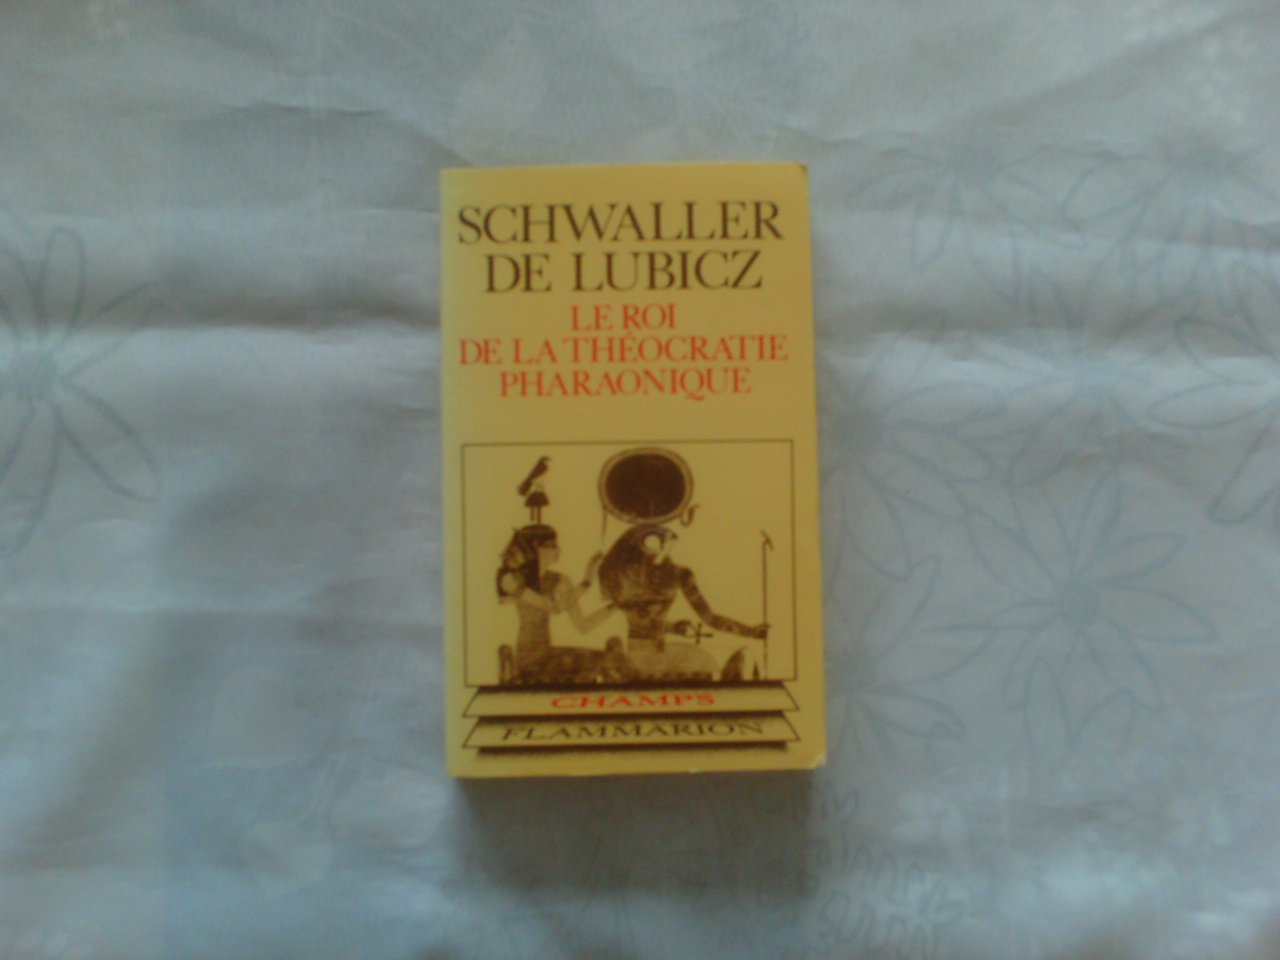 SCHWALLER
DE LUBICZ
LE ROI
DE LA THÉOCRATIE
PHARAONIQUE
CHAMPS
FLAMMARION